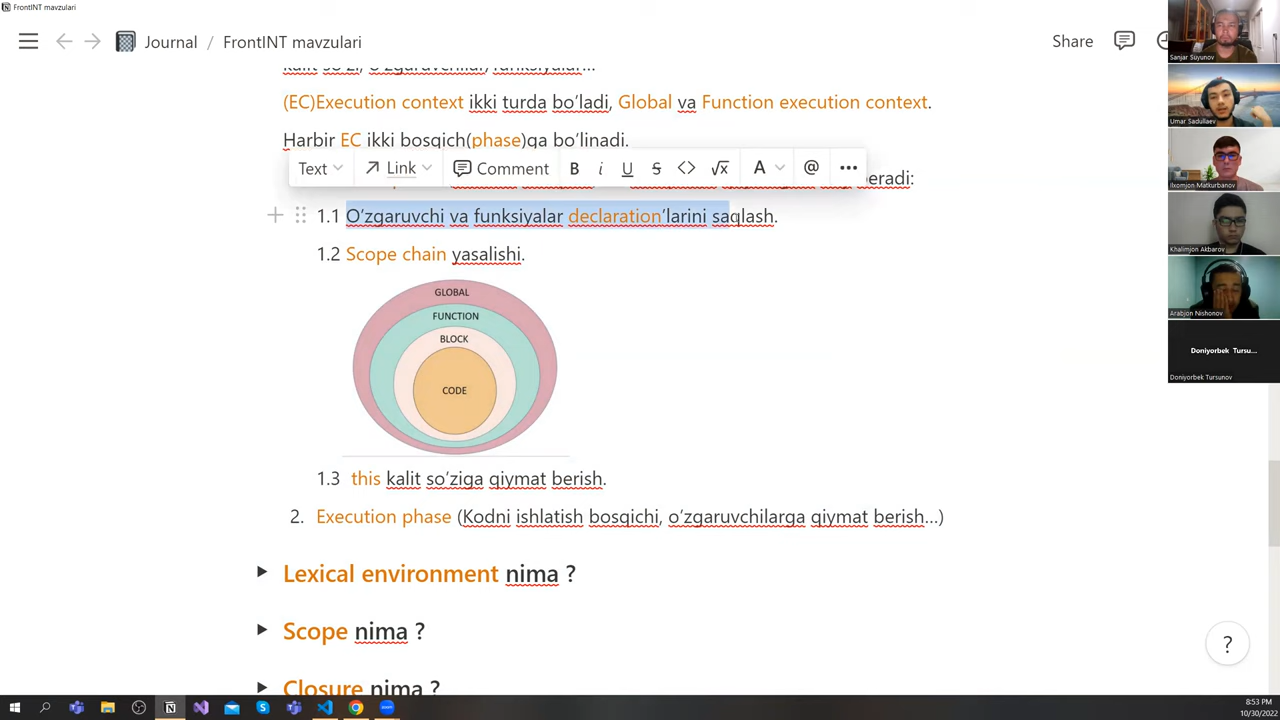 FrontINT mavzulari
Journal / FrontINT mavzulari
Share
(EC)Execution context ikki turda bo'ladi, Global va Function execution context.
Harbir EC ikki bosqich(phase)ga bo'linadi.
Text Link Comment B i U S <> √x A @ •••
eradi:
1.1 O'zgaruvchi va funksiyalar declaration'larini saqlash.
1.2 Scope chain yasalishi.
GLOBAL
FUNCTION
BLOCK
CODE
1.3 this kalit so'ziga qiymat berish.
2. Execution phase (Kodni ishlatish bosqichi, o'zgaruvchilarga qiymat berish...)
Lexical environment nima ?
Scope nima ?
Closure nima ?
?
Sanjar Suyunov
Umar Sadullaev
Ilxomjon Matkurbanov
Khalimjon Akbarov
Arabjon Nishonov
Doniyorbek Tursu...
Doniyorbek Tursunov
8:53 PM
10/30/2022